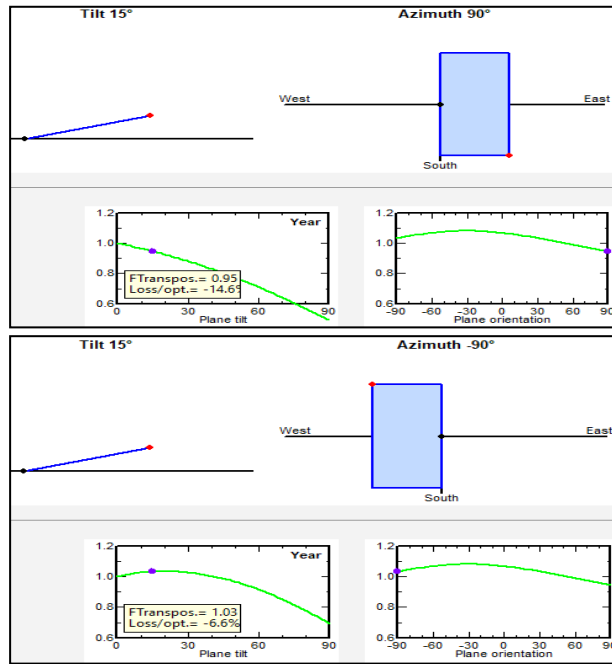 Tilt 15° Azimuth 90°
West East
South
1.2 Year 1.2
1.0 1.0
0.8 0.8
FTranspos.= 0.95
Loss/opt.= -14.6%
0.6 0.6
0 30 60 90 -90 -60 -30 0 30 60 90
Plane tilt Plane orientation
Tilt 15° Azimuth -90°
West East
South
1.2 Year 1.2
1.0 1.0
0.8 0.8
FTranspos.= 1.03
Loss/opt.= -6.6%
0.6 0.6
0 30 60 90 -90 -60 -30 0 30 60 90
Plane tilt Plane orientation